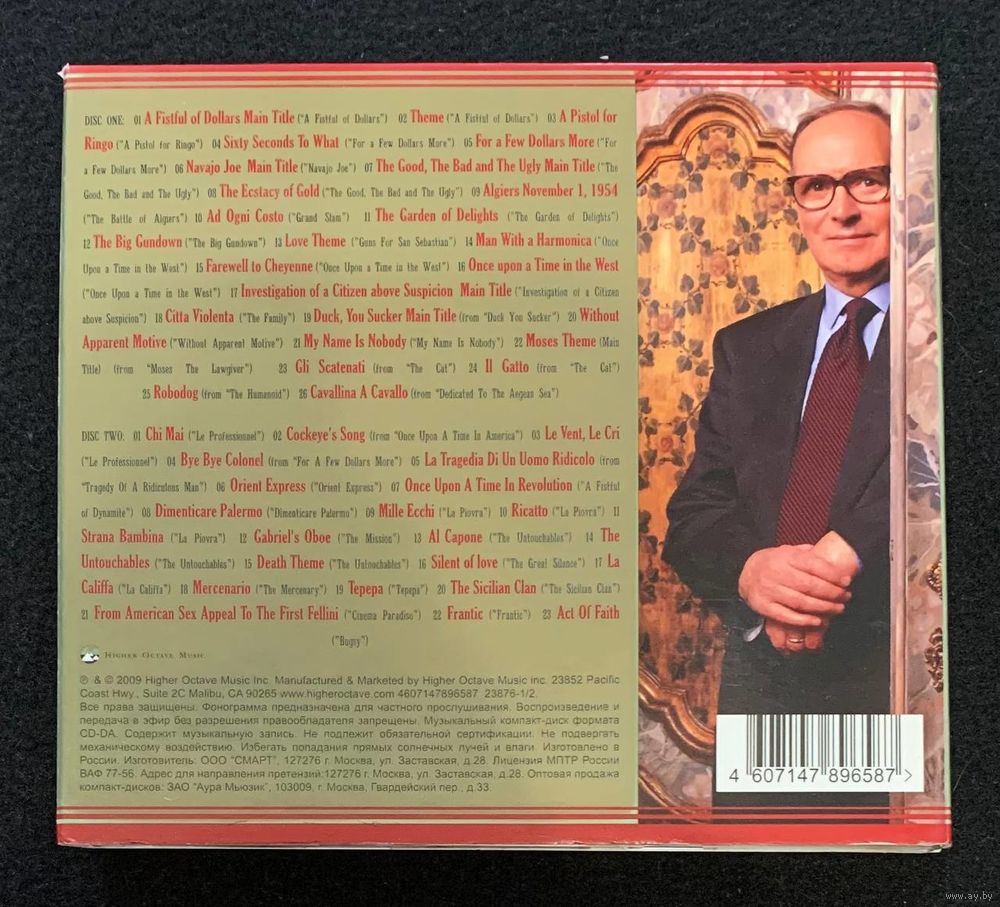 DISC ONE: 01 A Fistful of Dollars Main Title ("A Fistful of Dollars") 02 Theme ("A Fistful of Dollars") 03 A Pistol for
Ringo ("A Pistol for Ringo") 04 Sixty Seconds To What ("For a Few Dollars More") 05 For a Few Dollars More ("For
a Few Dollars More") 06 Navajo Joe Main Title ("Navajo Joe") 07 The Good, The Bad and The Ugly Main Title ("The
Good, The Bad and The Ugly") 08 The Ecstacy of Gold ("The Good, The Bad and The Ugly") 09 Algiers November 1, 1954
("The Battle of Algiers") 10 Ad Ogni Costo ("Grand Slam") 11 The Garden of Delights ("The Garden of Delights")
12 The Big Gundown ("The Big Gundown") 13 Love Theme ("Guns For San Sebastian") 14 Man With a Harmonica ("Once
Upon a Time in the West") 15 Farewell to Cheyenne ("Once Upon a Time in the West") 16 Once upon a Time in the West
("Once Upon a Time in the West") 17 Investigation of a Citizen above Suspicion Main Title ("Investigation of a Citizen
above Suspicion") 18 Citta Violenta ("The Family") 19 Duck, You Sucker Main Title (from "Duck You Sucker") 20 Without
Apparent Motive ("Without Apparent Motive") 21 My Name Is Nobody ("My Name Is Nobody") 22 Moses Theme (Main
Title) (from "Moses The Lawgiver") 23 Gli Scatenati (from "The Cat") 24 Il Gatto (from "The Cat")
25 Robodog (from "The Humanoid") 26 Cavallina A Cavallo (from "Dedicated To The Aegean Sea")
DISC TWO: 01 Chi Mai ("Le Professionnel") 02 Cockeye's Song (from "Once Upon A Time In America") 03 Le Vent, Le Cri
("Le Professionnel") 04 Bye Bye Colonel (from "For A Few Dollars More") 05 La Tragedia Di Un Uomo Ridicolo (from
"Tragedy Of A Ridiculous Man") 06 Orient Express ("Orient Express") 07 Once Upon A Time In Revolution ("A Fistful
of Dynamite") 08 Dimenticare Palermo ("Dimenticare Palermo") 09 Mille Ecchi ("La Piovra") 10 Ricatto ("La Piovra") 11
Strana Bambina ("La Piovra") 12 Gabriel's Oboe ("The Mission") 13 Al Capone ("The Untouchables") 14 The
Untouchables ("The Untouchables") 15 Death Theme ("The Untouchables") 16 Silent of love ("The Great Silence") 17 La
Califfa ("La Califfa") 18 Mercenario ("The Mercenary") 19 Tepepa ("Tepepa") 20 The Sicilian Clan ("The Sicilian Clan")
21 From American Sex Appeal To The First Fellini ("Cinema Paradiso") 22 Frantic ("Frantic") 23 Act Of Faith
("Bugsy")
HIGHER OCTAVE MUSIC
℗ & © 2009 Higher Octave Music Inc. Manufactured & Marketed by Higher Octave Music inc. 23852 Pacific
Coast Hwy., Suite 2C Malibu, CA 90265 www.higheroctave.com 4607147896587 23876-1/2.
Все права защищены. Фонограмма предназначена для частного прослушивания. Воспроизведение и
передача в эфир без разрешения правообладателя запрещены. Музыкальный компакт-диск формата
CD-DA. Содержит музыкальную запись. Не подлежит обязательной сертификации. Не подвергать
механическому воздействию. Избегать попадания прямых солнечных лучей и влаги. Изготовлено в
России. Изготовитель: ООО "СМАРТ", 127276 г. Москва, ул. Заставская, д.28. Лицензия МПТР России
ВАФ 77-56. Адрес для направления претензий:127276 г. Москва, ул. Заставская, д.28. Оптовая продажа
компакт-дисков: ЗАО "Аура Мьюзик", 103009, г. Москва, Гвардейский пер., д.33.
4 607147 896587 >
www.ay.by